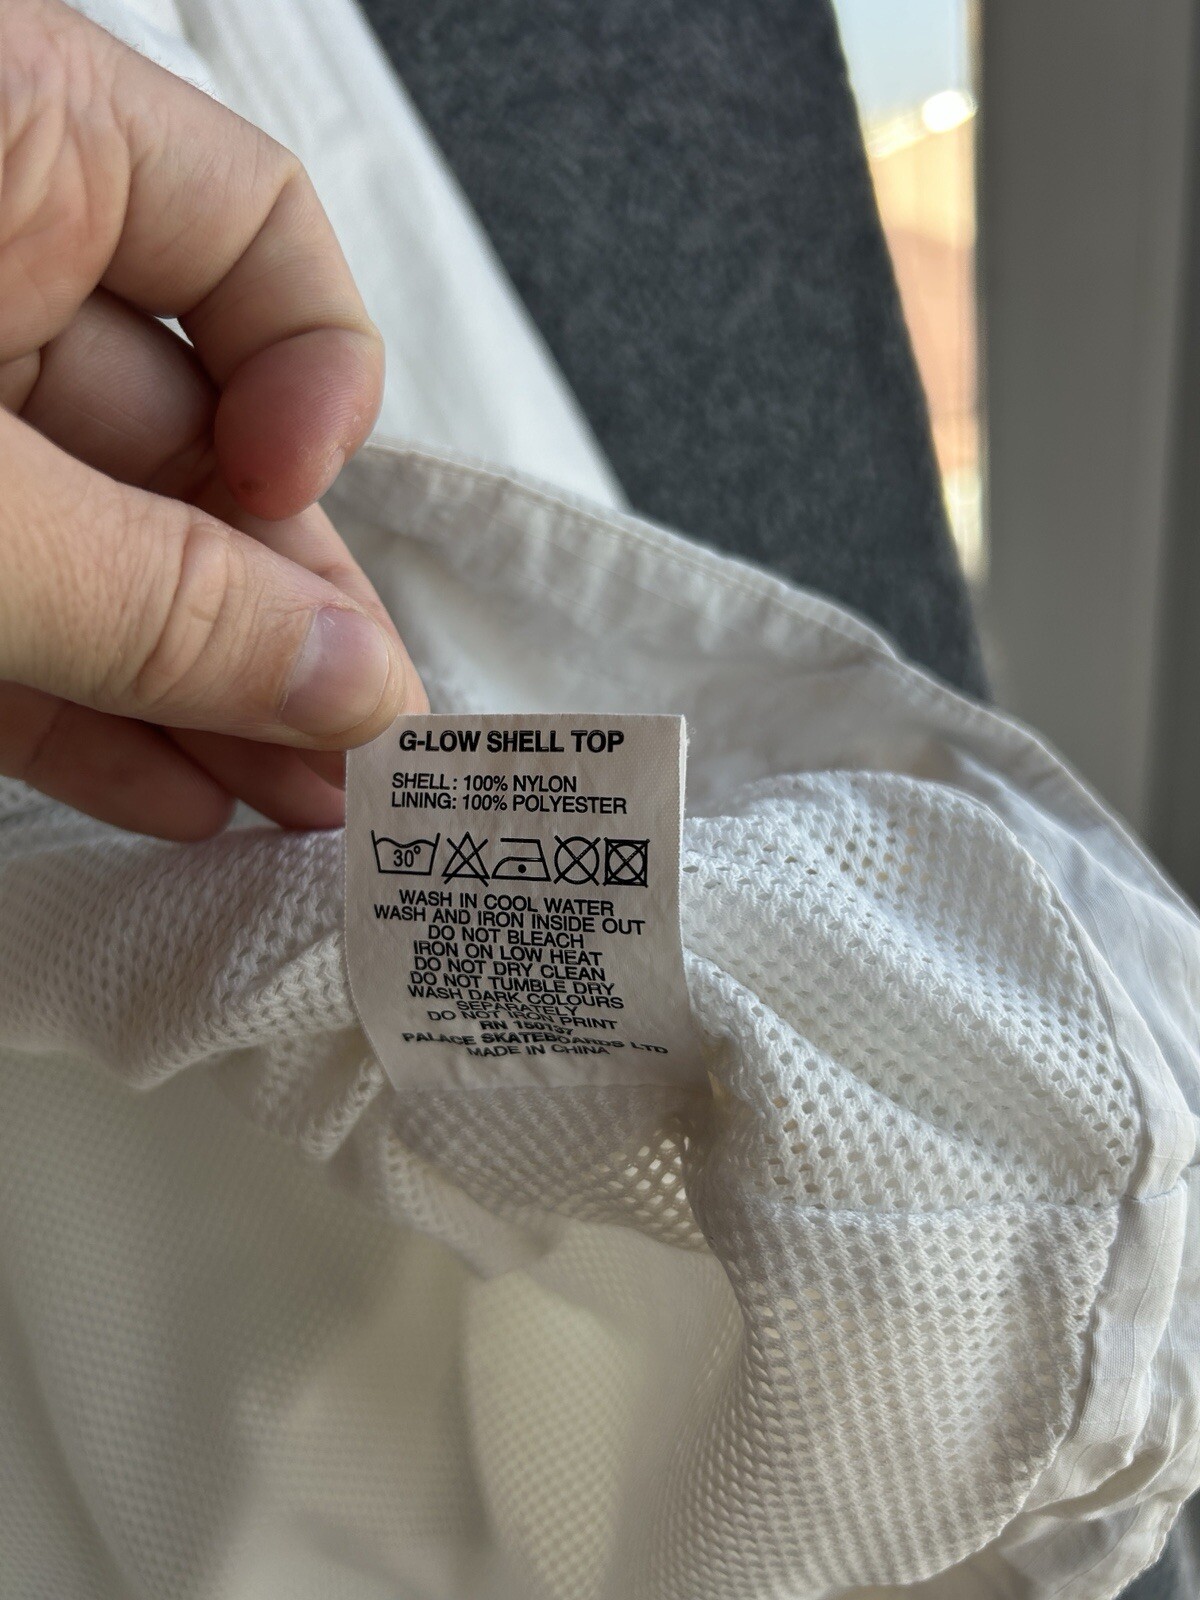 G-LOW SHELL TOP
SHELL: 100% NYLON
LINING: 100% POLYESTER
30°
WASH IN COOL WATER
WASH AND IRON INSIDE OUT
DO NOT BLEACH
IRON ON LOW HEAT
DO NOT DRY CLEAN
DO NOT TUMBLE DRY
WASH DARK COLOURS
SEPARATELY
DO NOT IRON PRINT
RN 150137
PALACE SKATEBOARDS LTD
MADE IN CHINA